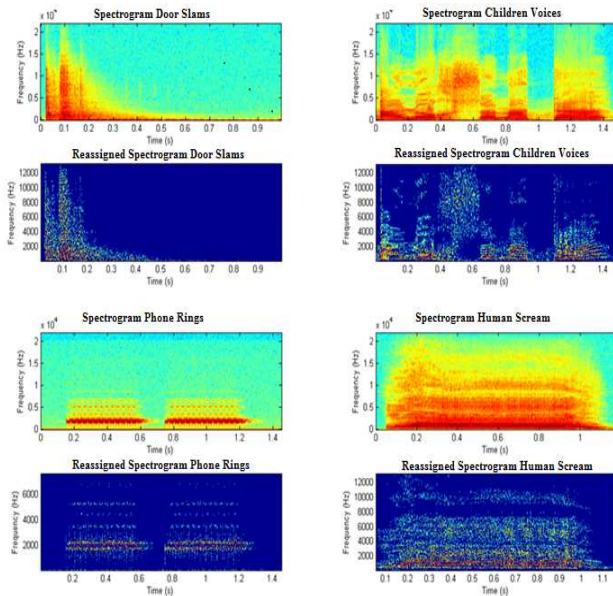 Spectrogram Door Slams
x 10⁴
Frequency (Hz)
2
1.5
1
0.5
0
0 0.1 0.2 0.3 0.4 0.5 0.6 0.7 0.8 0.9
Time (s)
Spectrogram Children Voices
x 10⁴
Frequency (Hz)
2
1.5
1
0.5
0
0 0.2 0.4 0.6 0.8 1 1.2 1.4
Time (s)
Reassigned Spectrogram Door Slams
Frequency (Hz)
12000
10000
8000
6000
4000
2000
0.1 0.2 0.3 0.4 0.5 0.6 0.7 0.8 0.9
Time (s)
Reassigned Spectrogram Children Voices
Frequency (Hz)
12000
10000
8000
6000
4000
2000
0.2 0.4 0.6 0.8 1 1.2 1.4
Time (s)
Spectrogram Phone Rings
x 10⁴
Frequency (Hz)
2
1.5
1
0.5
0
0 0.2 0.4 0.6 0.8 1 1.2 1.4
Time (s)
Spectrogram Human Scream
x 10⁴
Frequency (Hz)
2
1.5
1
0.5
0
0 0.2 0.4 0.6 0.8 1
Time (s)
Reassigned Spectrogram Phone Rings
Frequency (Hz)
6000
4000
2000
0.2 0.4 0.6 0.8 1 1.2 1.4
Time (s)
Reassigned Spectrogram Human Scream
Frequency (Hz)
12000
10000
8000
6000
4000
2000
0.1 0.2 0.3 0.4 0.5 0.6 0.7 0.8 0.9 1 1.1
Time (s)